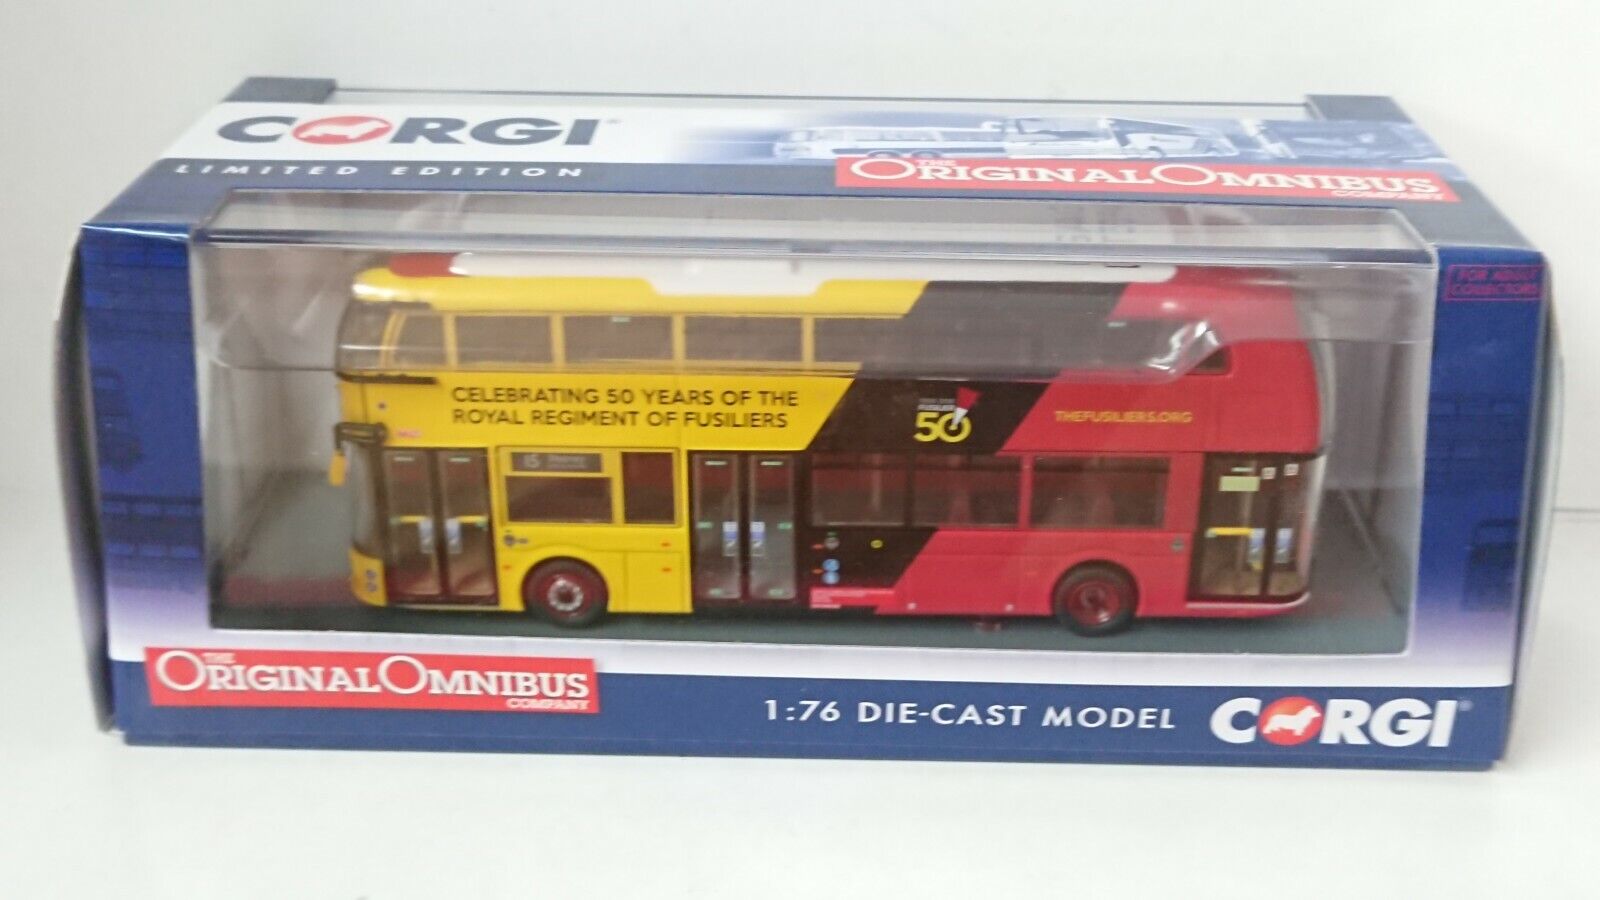 CORGI®
LIMITED EDITION
THE
ORIGINAL OMNIBUS
COMPANY
FOR ADULT
COLLECTORS
CELEBRATING 50 YEARS OF THE
ROYAL REGIMENT OF FUSILIERS
FUSILIER
50
THEFUSILIERS.ORG
15
THE
ORIGINAL OMNIBUS
COMPANY
1:76 DIE-CAST MODEL
CORGI®